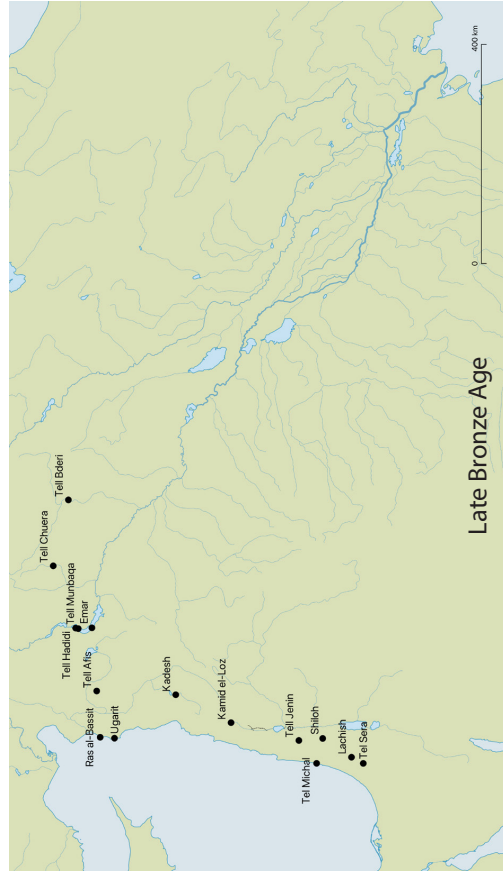 Ras al-Bassit
Ugarit
Tell Afis
Tell Hadidi
Tell Munbaqa
Emar
Tell Chuera
Tell Bderi
Kadesh
Kamid el-Loz
Tell Jenin
Shiloh
Tel Michal
Lachish
Tel Sera
Late Bronze Age
0
400 km